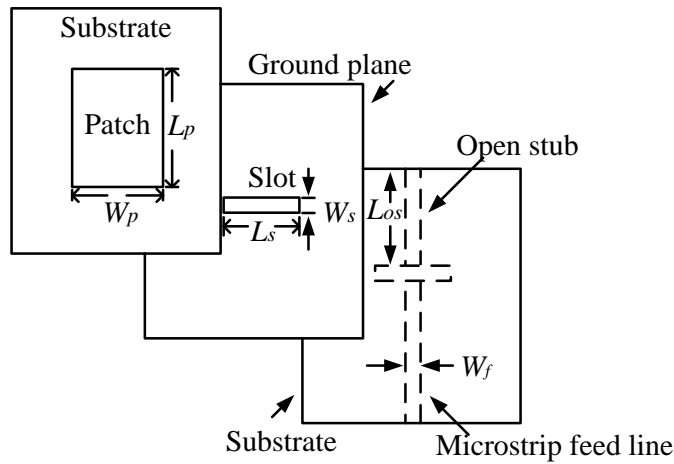 Substrate
Ground plane
Patch
Lp
Open stub
Slot
Wp
Ws
Los
Ls
Wf
Substrate
Microstrip feed line